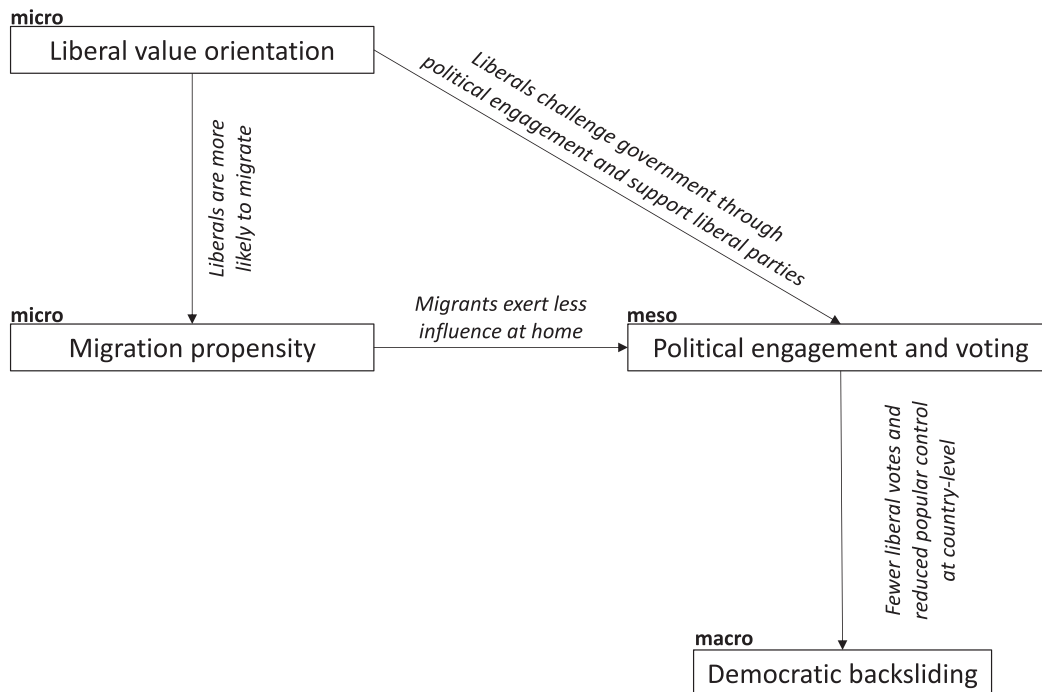 micro
Liberal value orientation
Liberals challenge government through
political engagement and support liberal parties
Liberals are more
likely to migrate
micro
Migration propensity
Migrants exert less
influence at home
meso
Political engagement and voting
Fewer liberal votes and
reduced popular control
at country-level
macro
Democratic backsliding